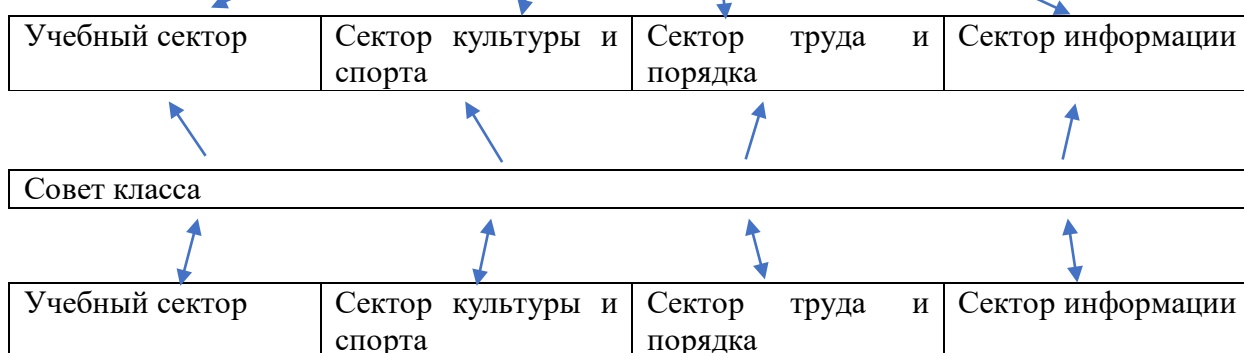 Учебный сектор
Сектор культуры и
спорта
Сектор труда и
порядка
Сектор информации
Совет класса
Учебный сектор
Сектор культуры и
спорта
Сектор труда и
порядка
Сектор информации